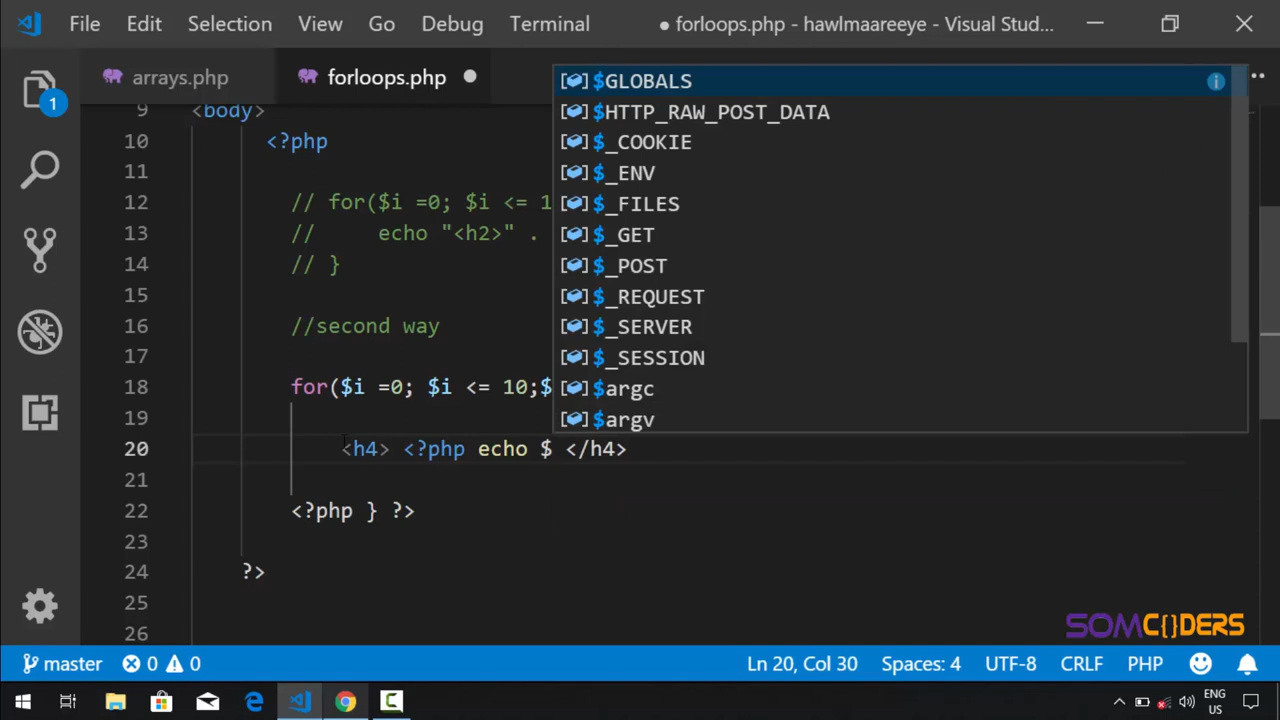 File Edit Selection View Go Debug Terminal ● forloops.php - hawlmaareeye - Visual Stud...
1
arrays.php forloops.php
$GLOBALS
$HTTP_RAW_POST_DATA
$_COOKIE
$_ENV
$_FILES
$_GET
$_POST
$_REQUEST
$_SERVER
$_SESSION
$argc
$argv
9 <body>
10 <?php
11
12 // for($i =0; $i <= 1
13 // echo "<h2>" .
14 // }
15
16 //second way
17
18 for($i =0; $i <= 10;$
19
20 <h4> <?php echo $ </h4>
21
22 <?php } ?>
23
24 ?>
25
26
SOMC{}DERS
master 0 0 Ln 20, Col 30 Spaces: 4 UTF-8 CRLF PHP
ENG
US